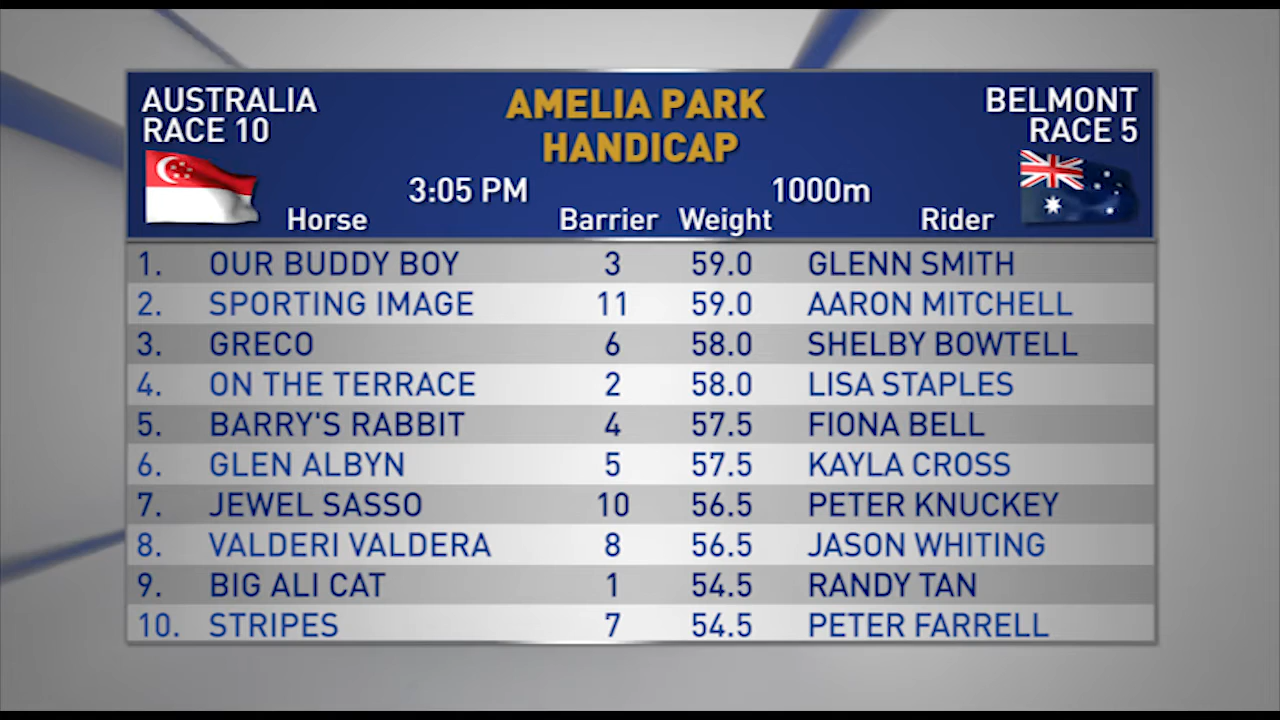 AUSTRALIA
RACE 10
AMELIA PARK
HANDICAP
BELMONT
RACE 5
3:05 PM 1000m
Horse Barrier Weight Rider
1. OUR BUDDY BOY 3 59.0 GLENN SMITH
2. SPORTING IMAGE 11 59.0 AARON MITCHELL
3. GRECO 6 58.0 SHELBY BOWTELL
4. ON THE TERRACE 2 58.0 LISA STAPLES
5. BARRY'S RABBIT 4 57.5 FIONA BELL
6. GLEN ALBYN 5 57.5 KAYLA CROSS
7. JEWEL SASSO 10 56.5 PETER KNUCKEY
8. VALDERI VALDERA 8 56.5 JASON WHITING
9. BIG ALI CAT 1 54.5 RANDY TAN
10. STRIPES 7 54.5 PETER FARRELL